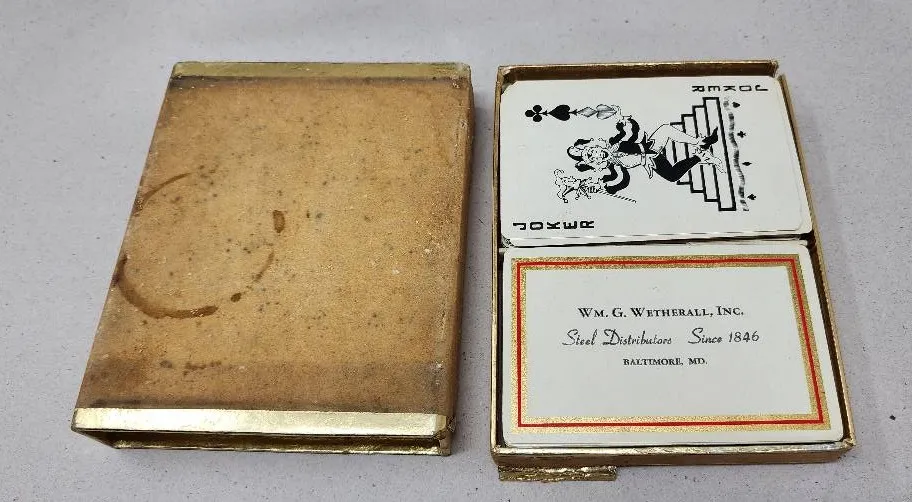 JOKER
JOKER
WM. G. WETHERALL, INC.
Steel Distributors Since 1846
BALTIMORE, MD.